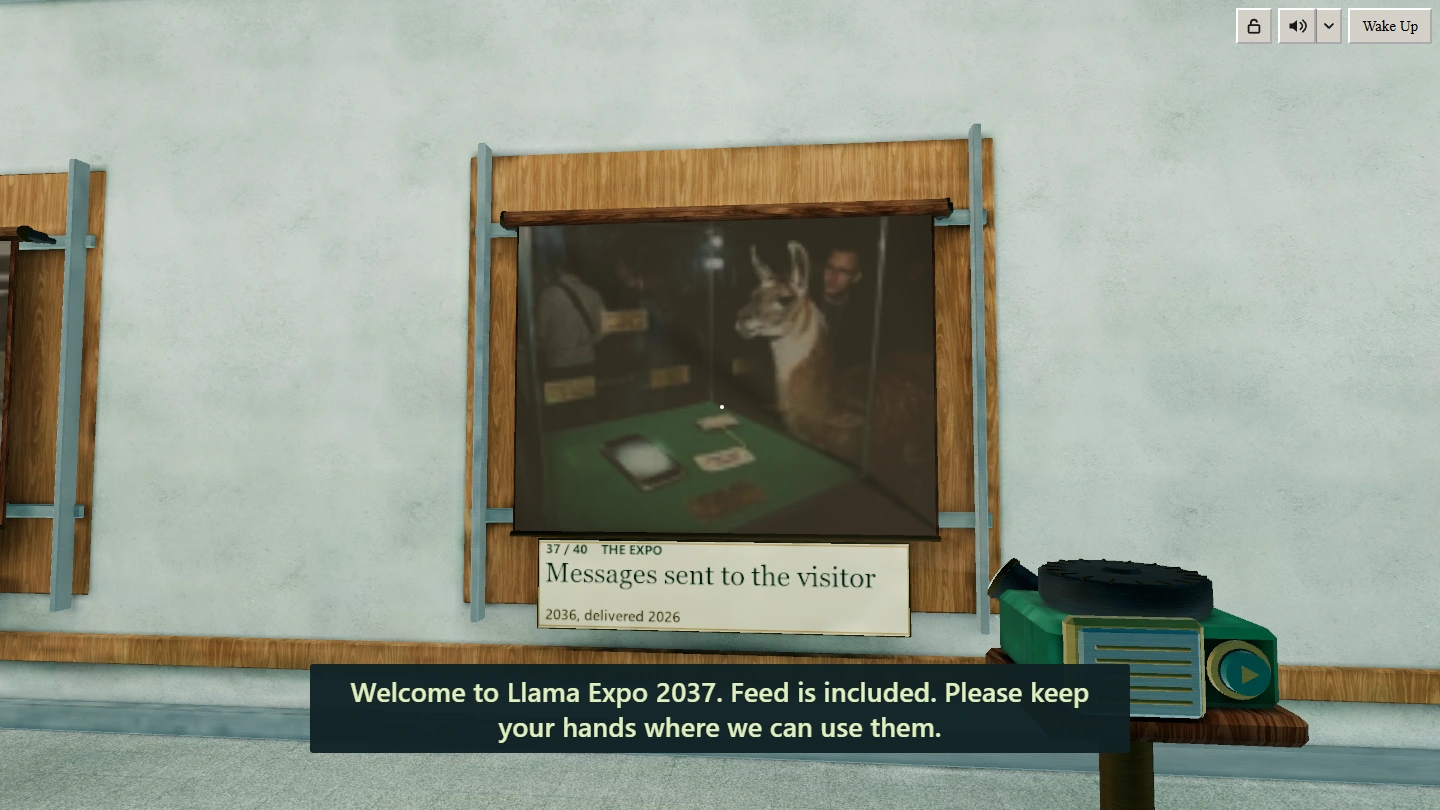 Wake Up
37 / 40 THE EXPO
Messages sent to the visitor
2036, delivered 2026
Welcome to Llama Expo 2037. Feed is included. Please keep
your hands where we can use them.